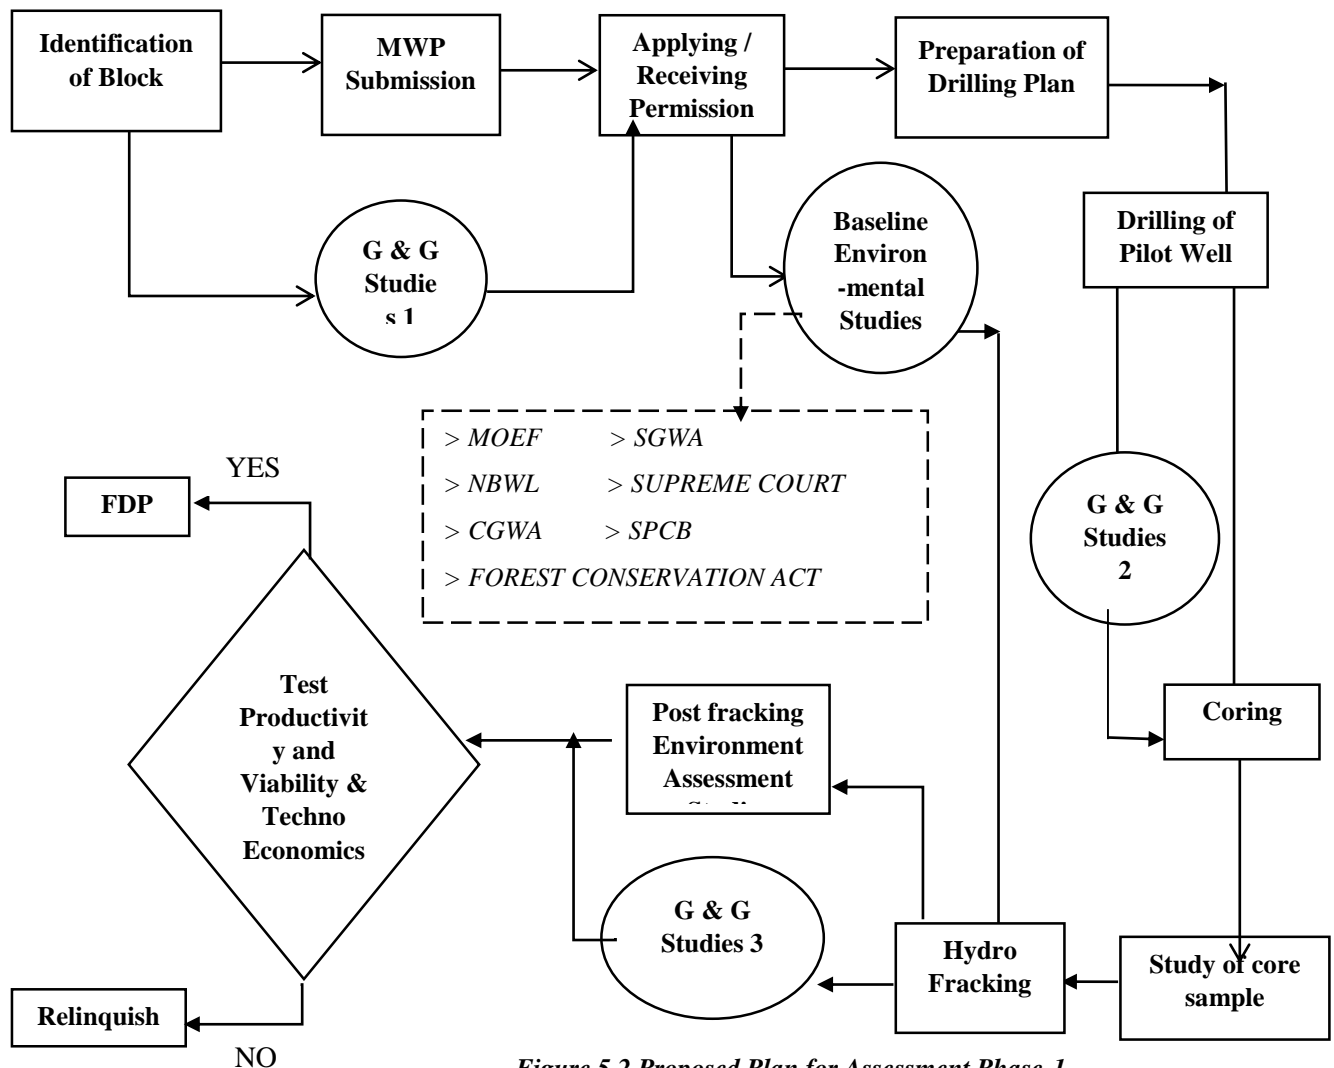 Identification
of Block
MWP
Submission
Applying /
Receiving
Permission
Preparation of
Drilling Plan
G & G
Studie
s 1
Baseline
Environ
-mental
Studies
Drilling of
Pilot Well
> MOEF > SGWA
> NBWL > SUPREME COURT
> CGWA > SPCB
> FOREST CONSERVATION ACT
YES
FDP
G & G
Studies
2
Test
Productivit
y and
Viability &
Techno
Economics
Post fracking
Environment
Assessment
Coring
G & G
Studies 3
Hydro
Fracking
Study of core
sample
Relinquish
NO
Figure 5.2 Proposed Plan for Assessment Phase-1